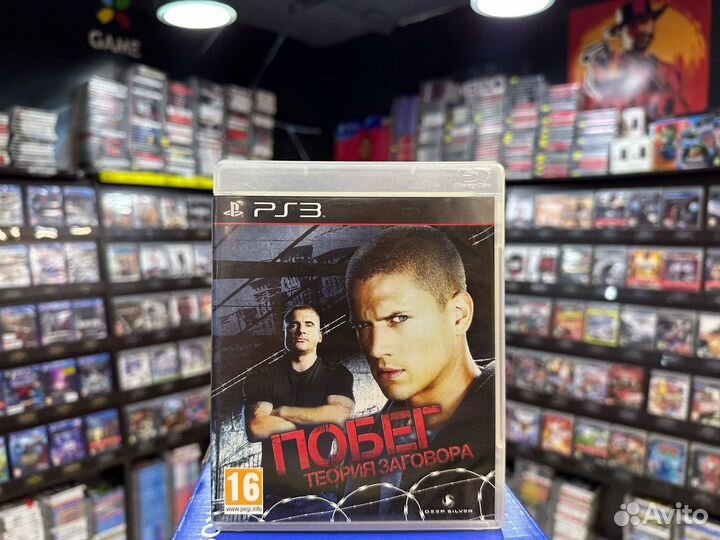 GAME
PS3
ПОБЕГ
ТЕОРИЯ ЗАГОВОРА
16
www.pegi.info
DEEP SILVER
Avito